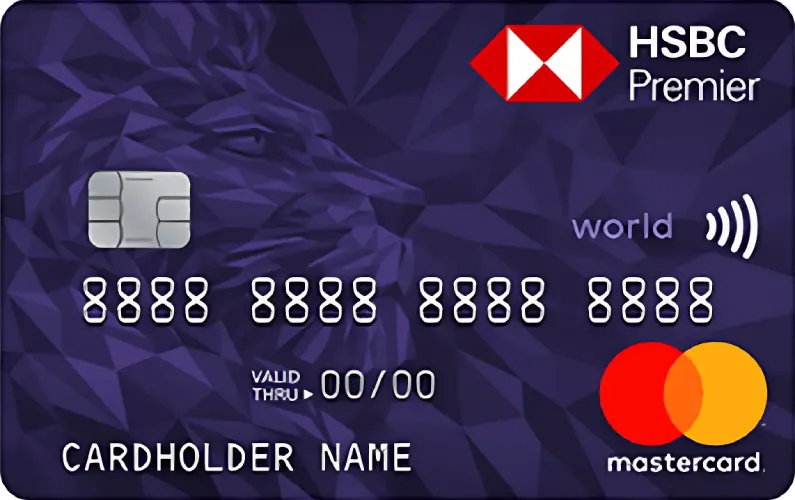 HSBC
Premier
world
8888 8888 8888 8888
VALID
THRU ▸ 00/00
CARDHOLDER NAME
mastercard.